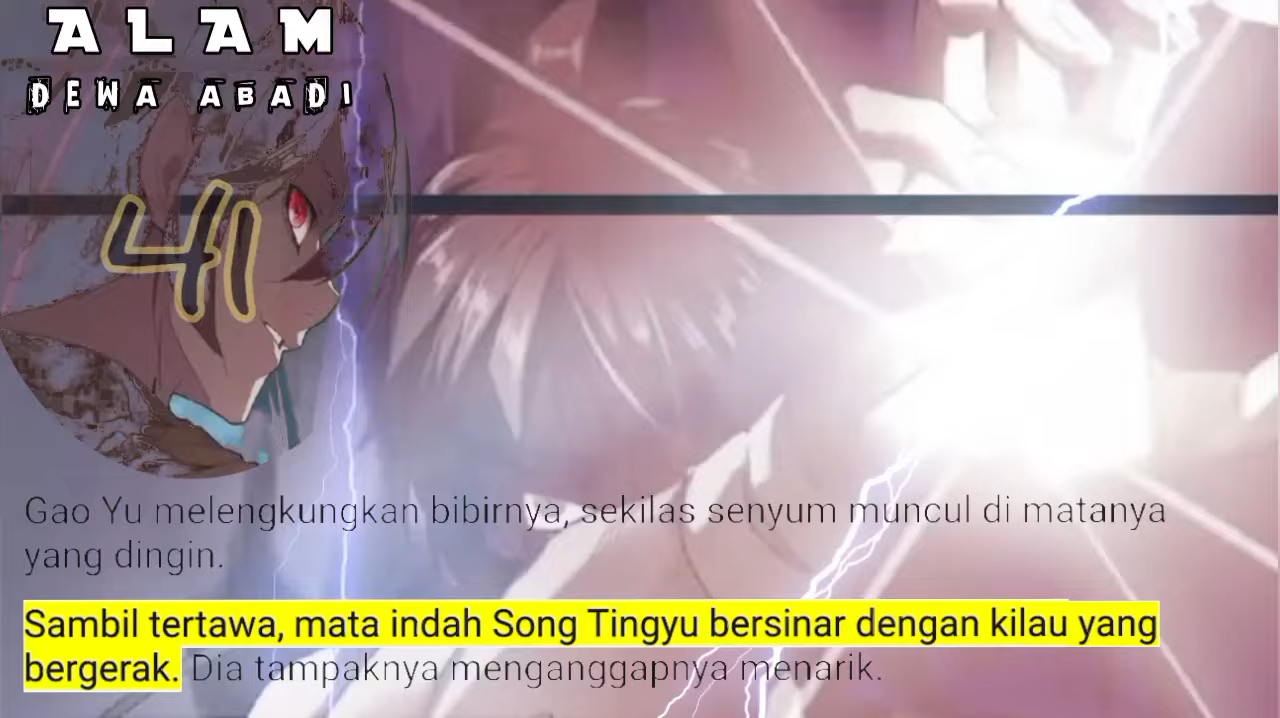 ALAM
DEWA ABADI
41
Gao Yu melengkungkan bibirnya, sekilas senyum muncul di matanya
yang dingin.
Sambil tertawa, mata indah Song Tingyu bersinar dengan kilau yang
bergerak. Dia tampaknya menganggapnya menarik.